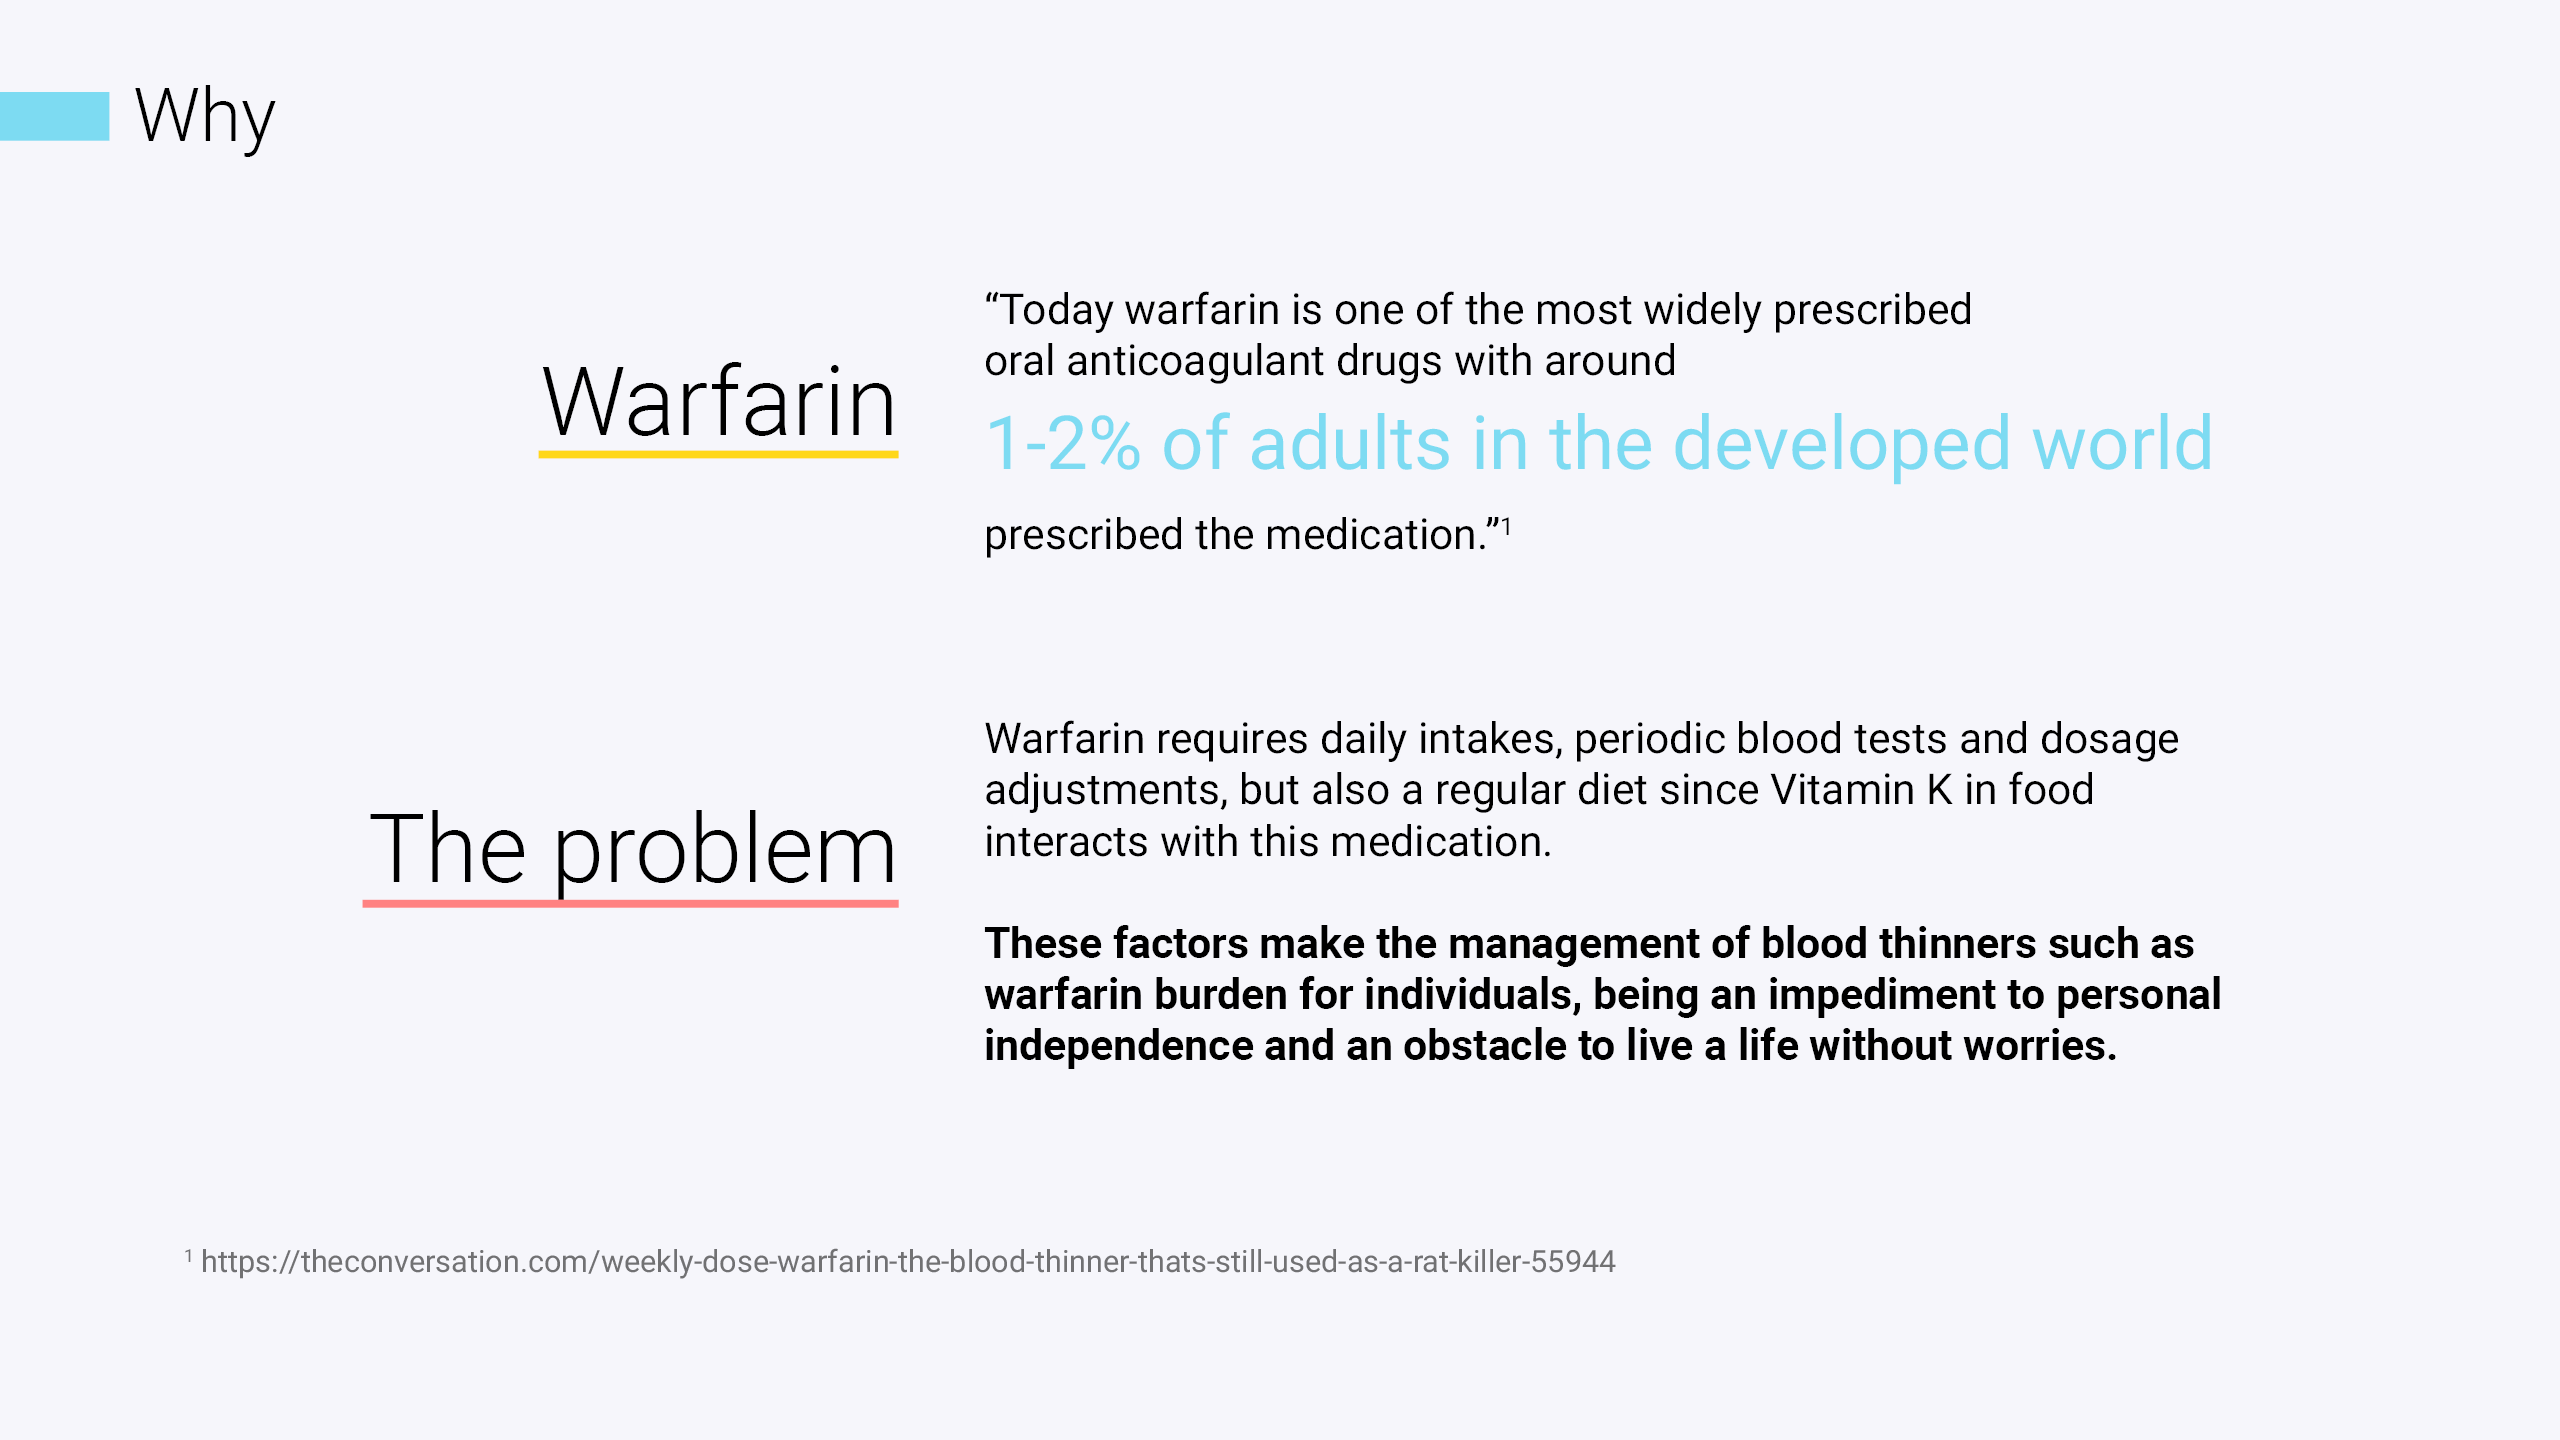 Why
Warfarin
“Today warfarin is one of the most widely prescribed
oral anticoagulant drugs with around
1-2% of adults in the developed world
prescribed the medication.”¹
The problem
Warfarin requires daily intakes, periodic blood tests and dosage
adjustments, but also a regular diet since Vitamin K in food
interacts with this medication.
These factors make the management of blood thinners such as
warfarin burden for individuals, being an impediment to personal
independence and an obstacle to live a life without worries.
¹ https://theconversation.com/weekly-dose-warfarin-the-blood-thinner-thats-still-used-as-a-rat-killer-55944